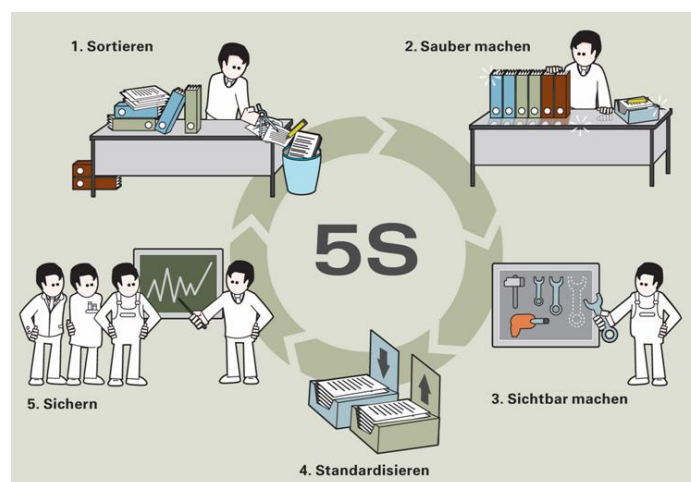 1. Sortieren
2. Sauber machen
5S
3. Sichtbar machen
4. Standardisieren
5. Sichern